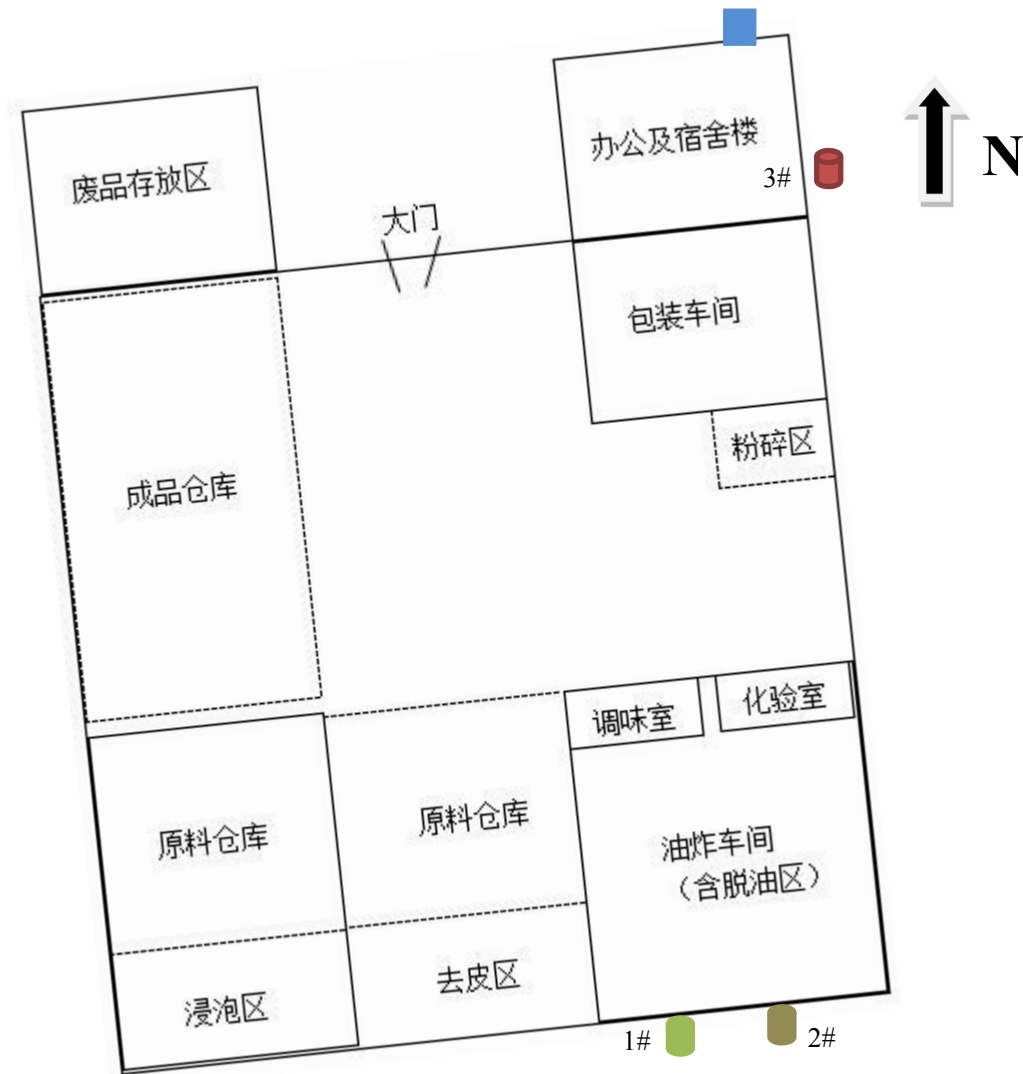 办公及宿舍楼
N
废品存放区
3#
大门
包装车间
粉碎区
成品仓库
调味室
化验室
原料仓库
原料仓库
油炸车间
（含脱油区）
去皮区
浸泡区
1#
2#